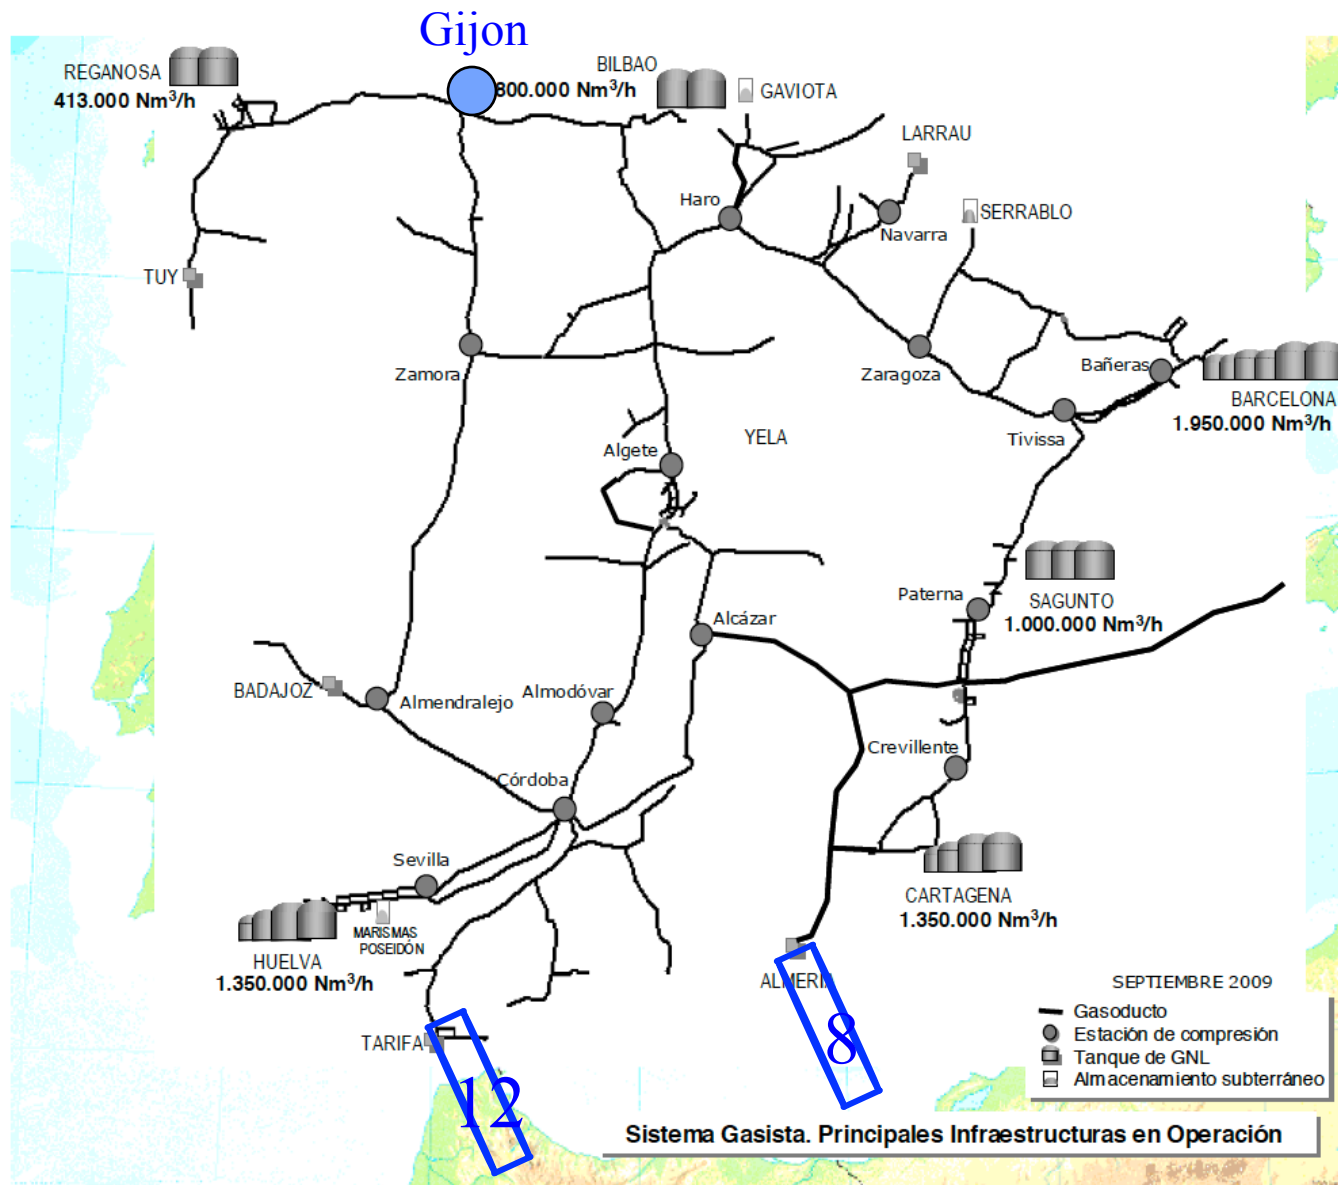 Gijon
REGANOSA
413.000 Nm³/h
BILBAO
800.000 Nm³/h
GAVIOTA
LARRAU
Haro
SERRABLO
Navarra
TUY
Zamora
Zaragoza
Bañeras
BARCELONA
1.950.000 Nm³/h
Tivissa
YELA
Algete
SAGUNTO
1.000.000 Nm³/h
Paterna
Alcázar
BADAJOZ
Almendralejo
Almodóvar
Crevillente
Córdoba
Sevilla
CARTAGENA
1.350.000 Nm³/h
MARISMAS
POSEIDÓN
HUELVA
1.350.000 Nm³/h
ALMERIA
8
TARIFA
12
SEPTIEMBRE 2009
Gasoducto
Estación de compresión
Tanque de GNL
Almacenamiento subterráneo
Sistema Gasista. Principales Infraestructuras en Operación